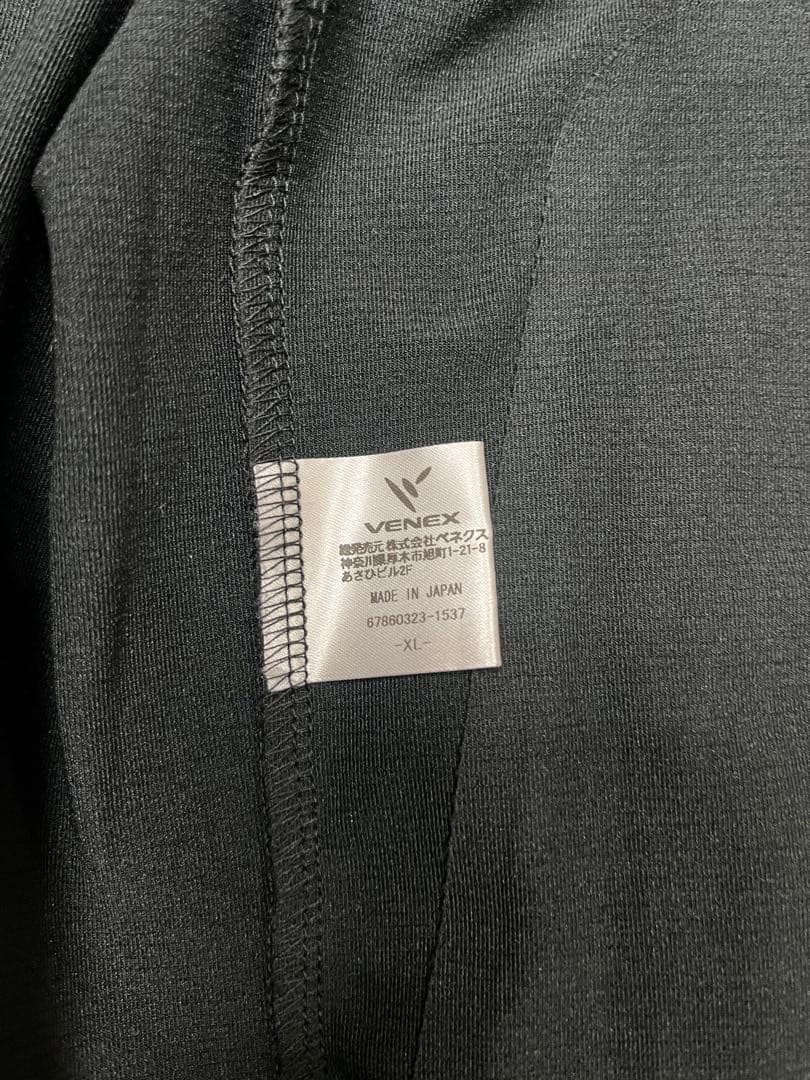 VENEX
総発売元 株式会社ベネクス
神奈川県厚木市旭町1-21-8
あさひビル2F
MADE IN JAPAN
67860323-1537
-XL-